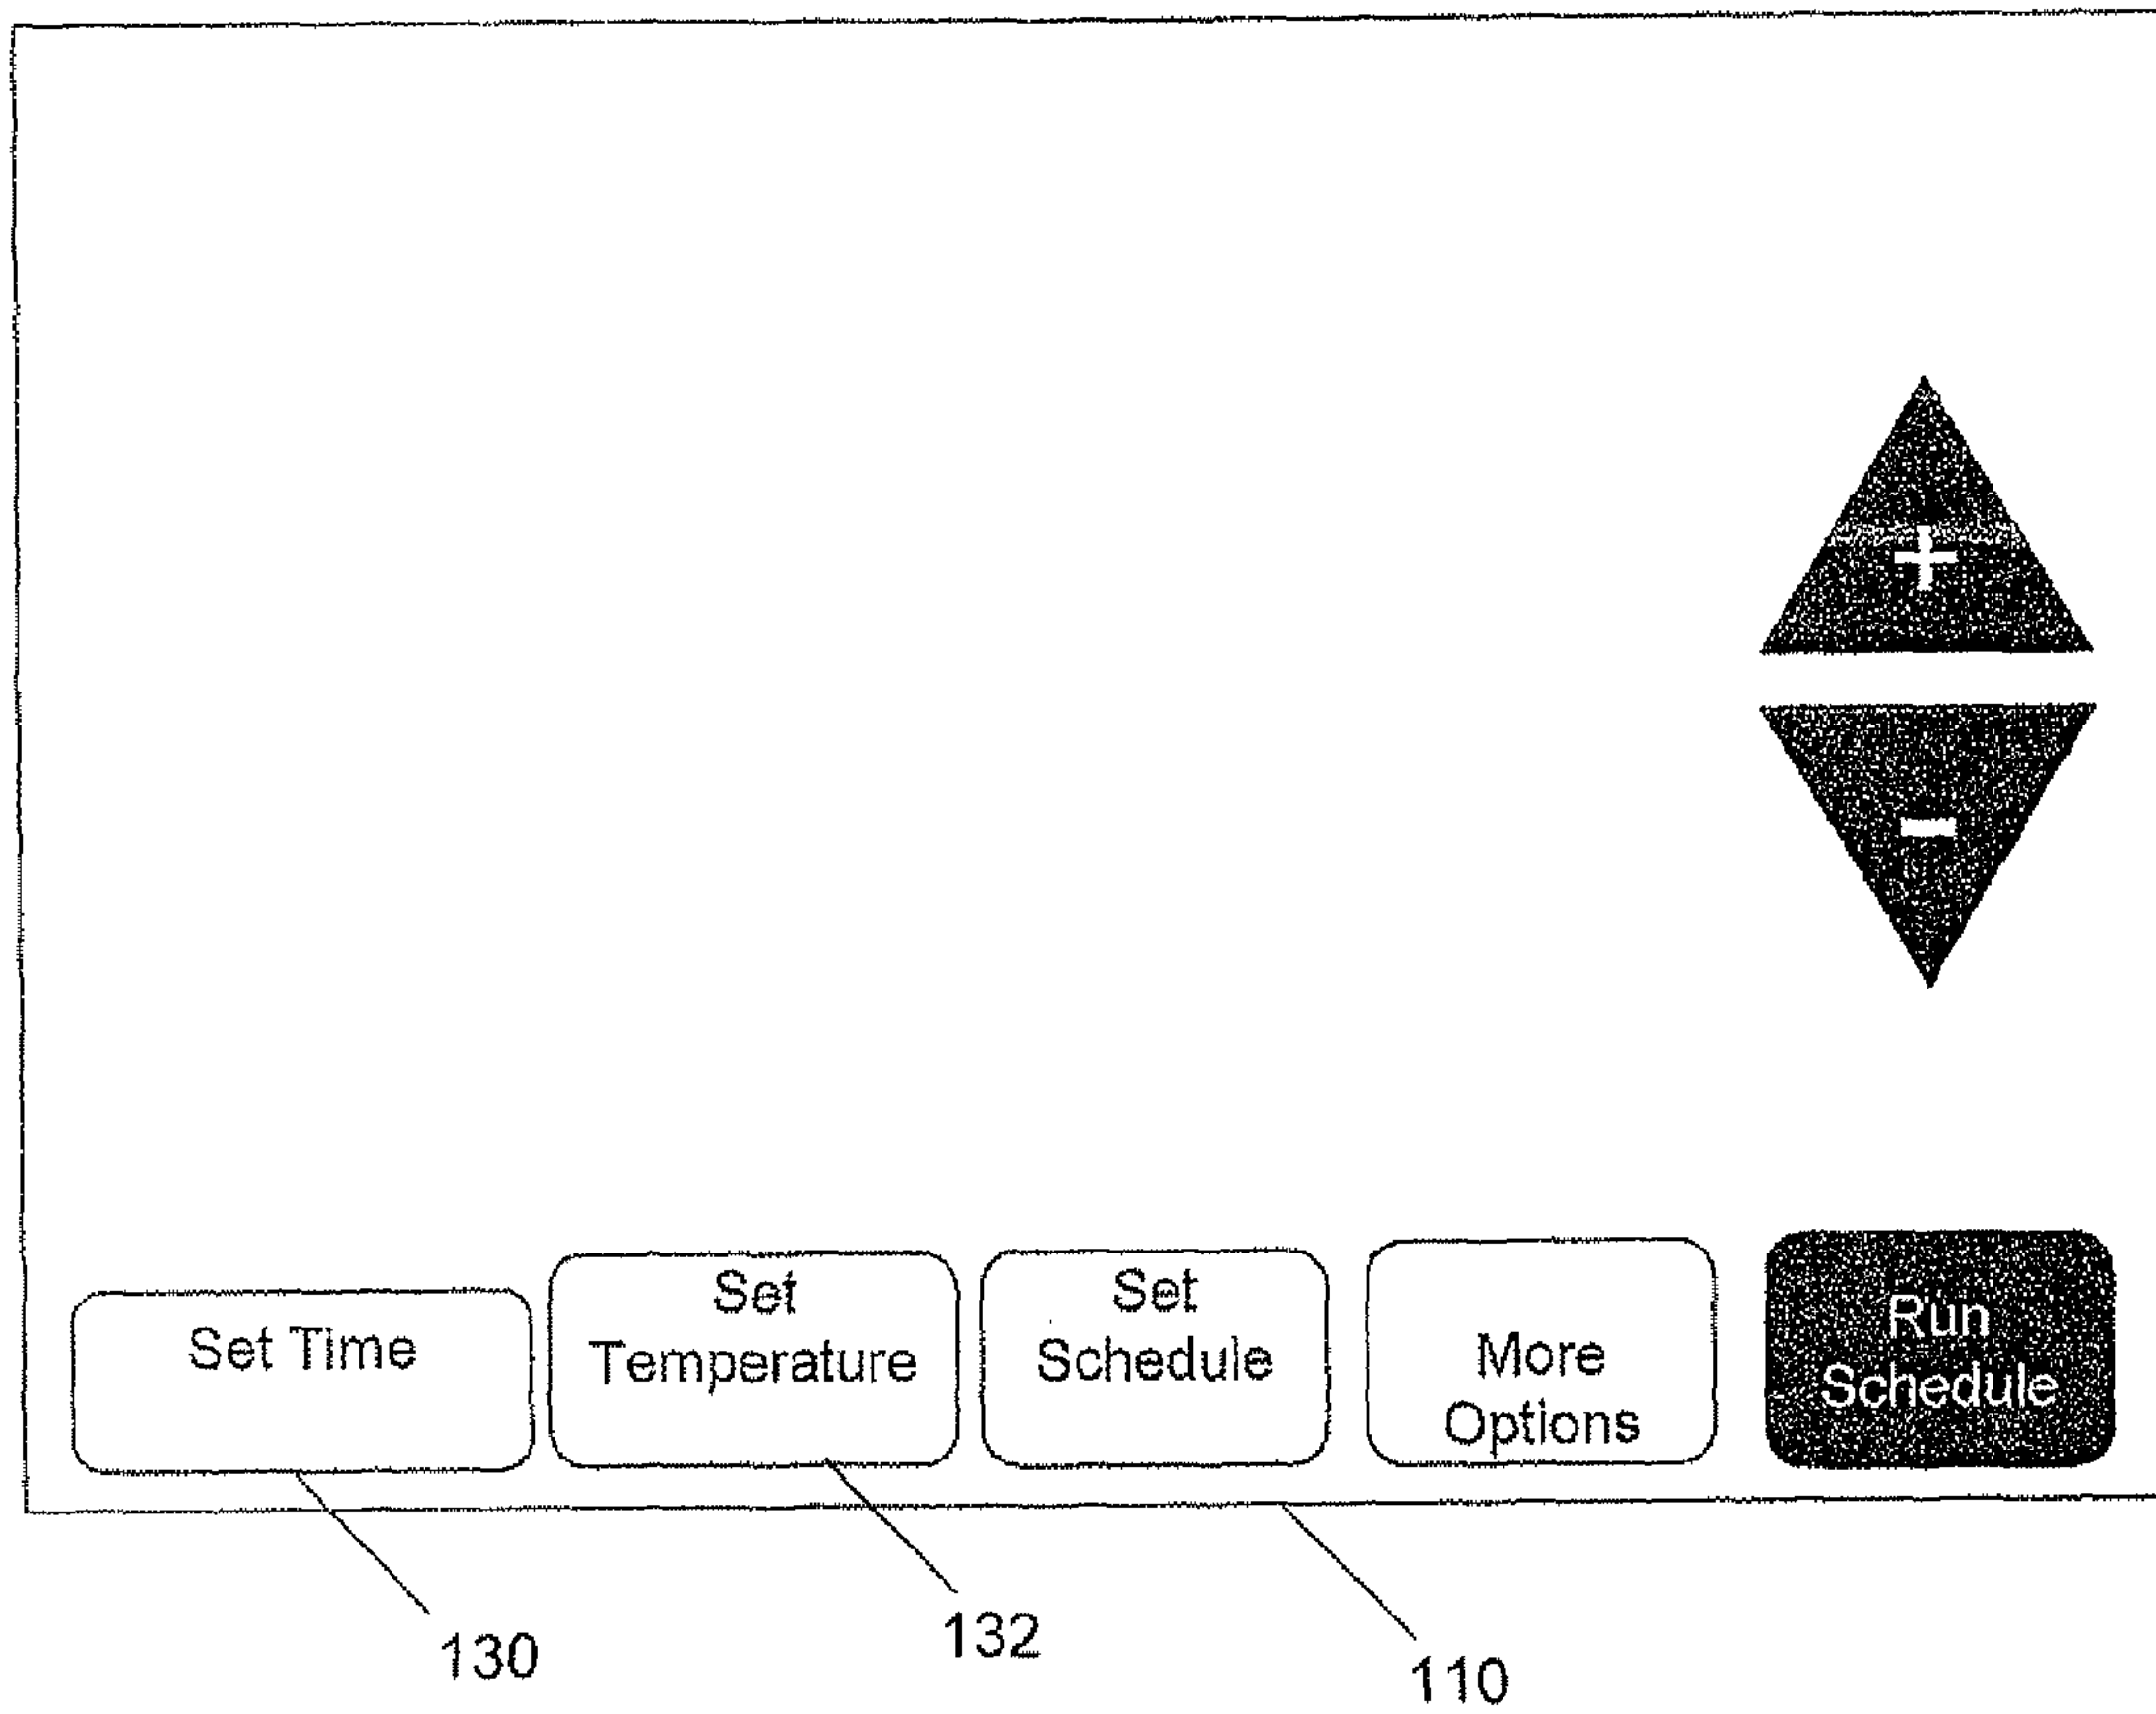 +
-
Set Time
Set
Temperature
Set
Schedule
More
Options
Run
Schedule
130
132
110